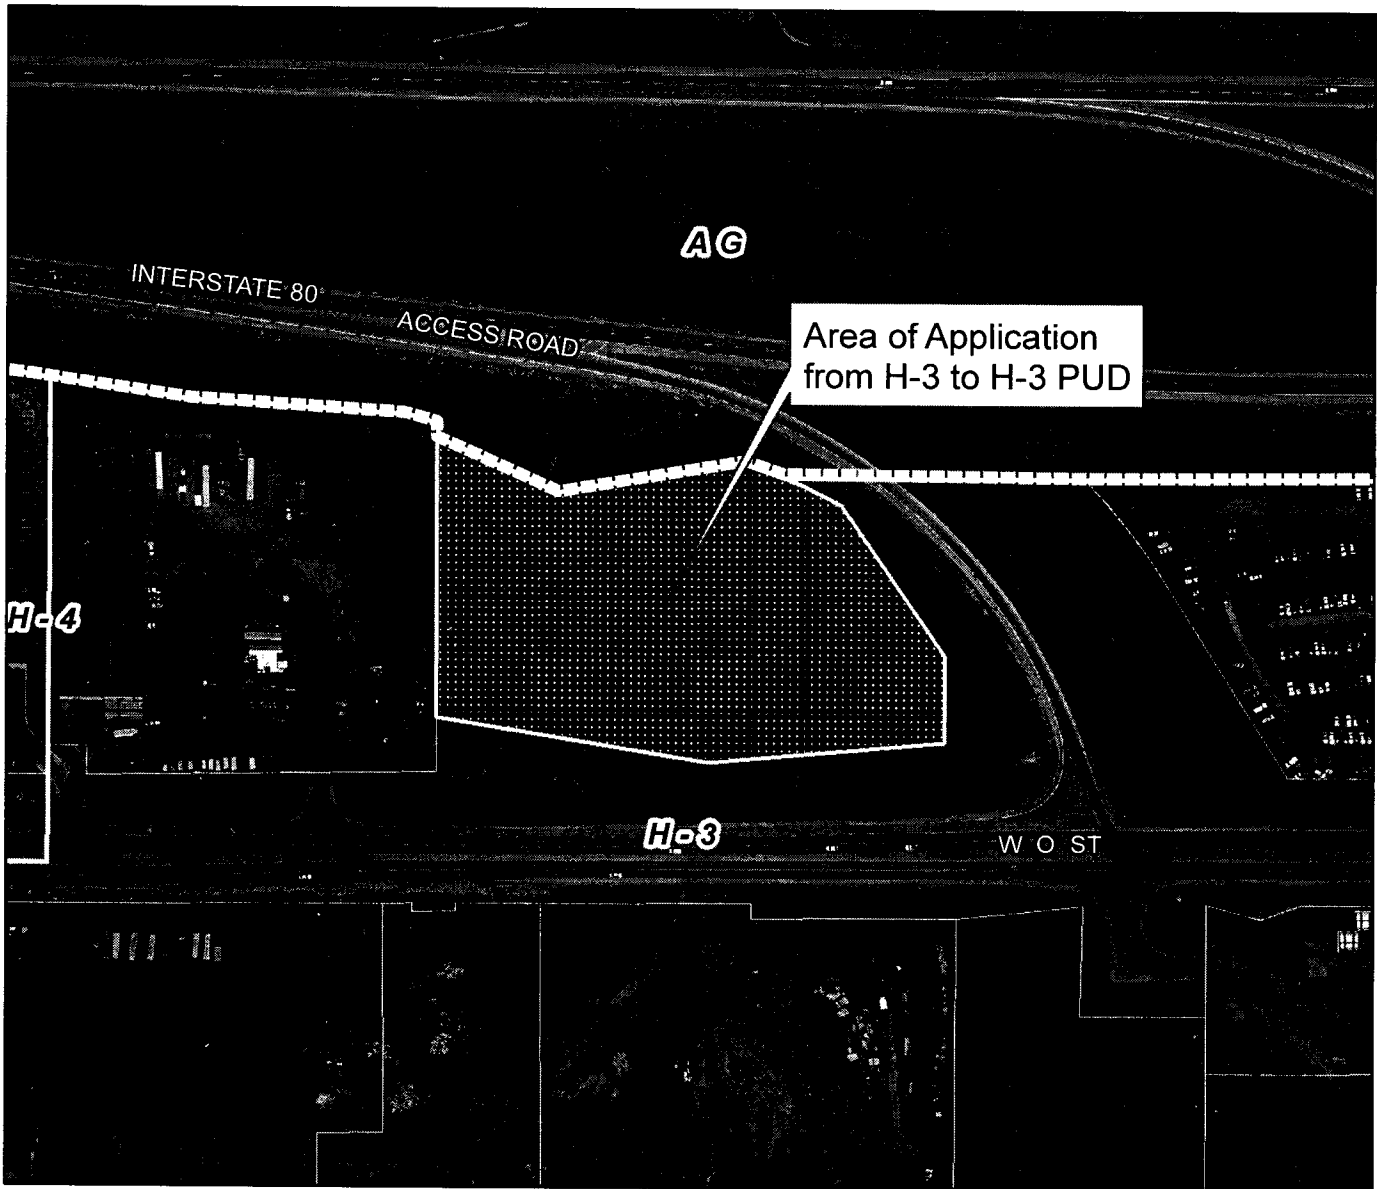 AG
INTERSTATE 80
ACCESS ROAD
Area of Application
from H-3 to H-3 PUD
H-4
H-3
W O ST